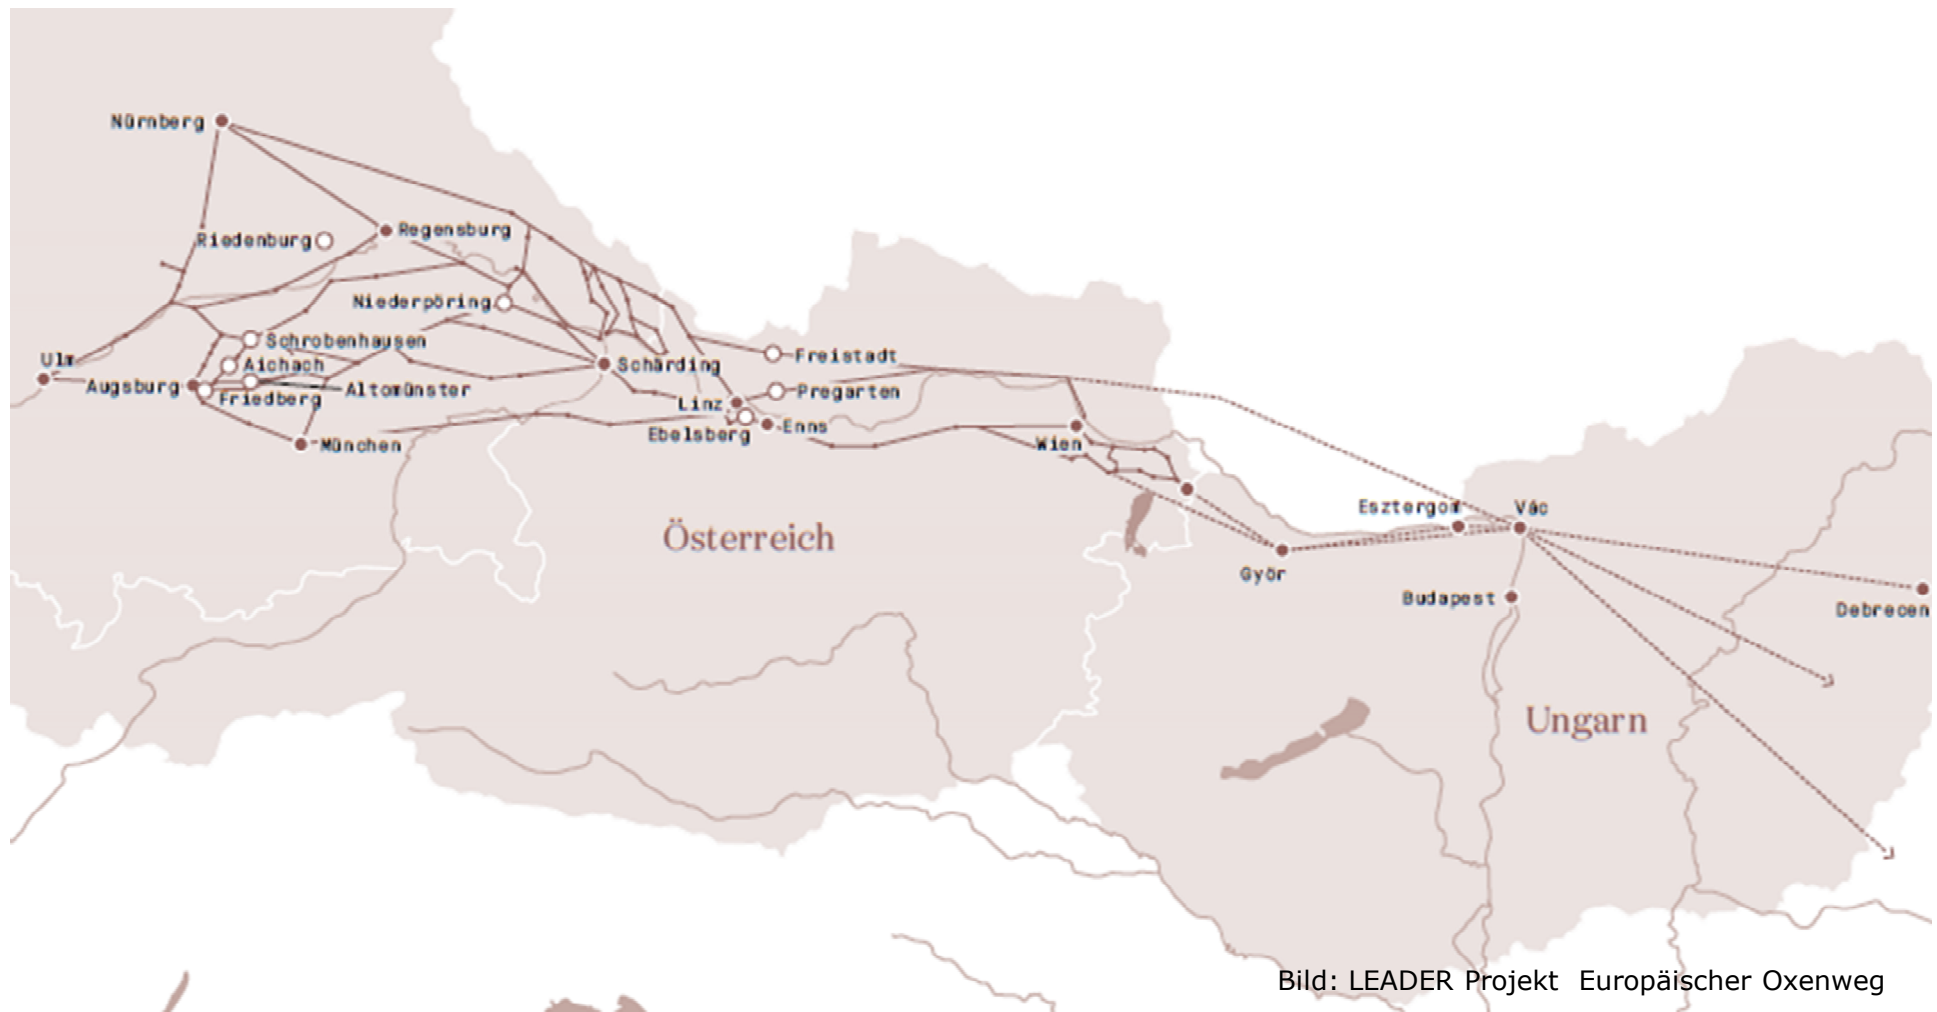 Nürnberg
Regensburg
Riedenburg
Niederpöring
Schrobenhausen
Ulm
Aichach
Freistadt
Schärding
Augsburg
Altomünster
Pregarten
Friedberg
Linz
Enns
Ebelsberg
München
Wien
Esztergom
Vác
Österreich
Györ
Budapest
Debrecen
Ungarn
Bild: LEADER Projekt Europäischer Oxenweg